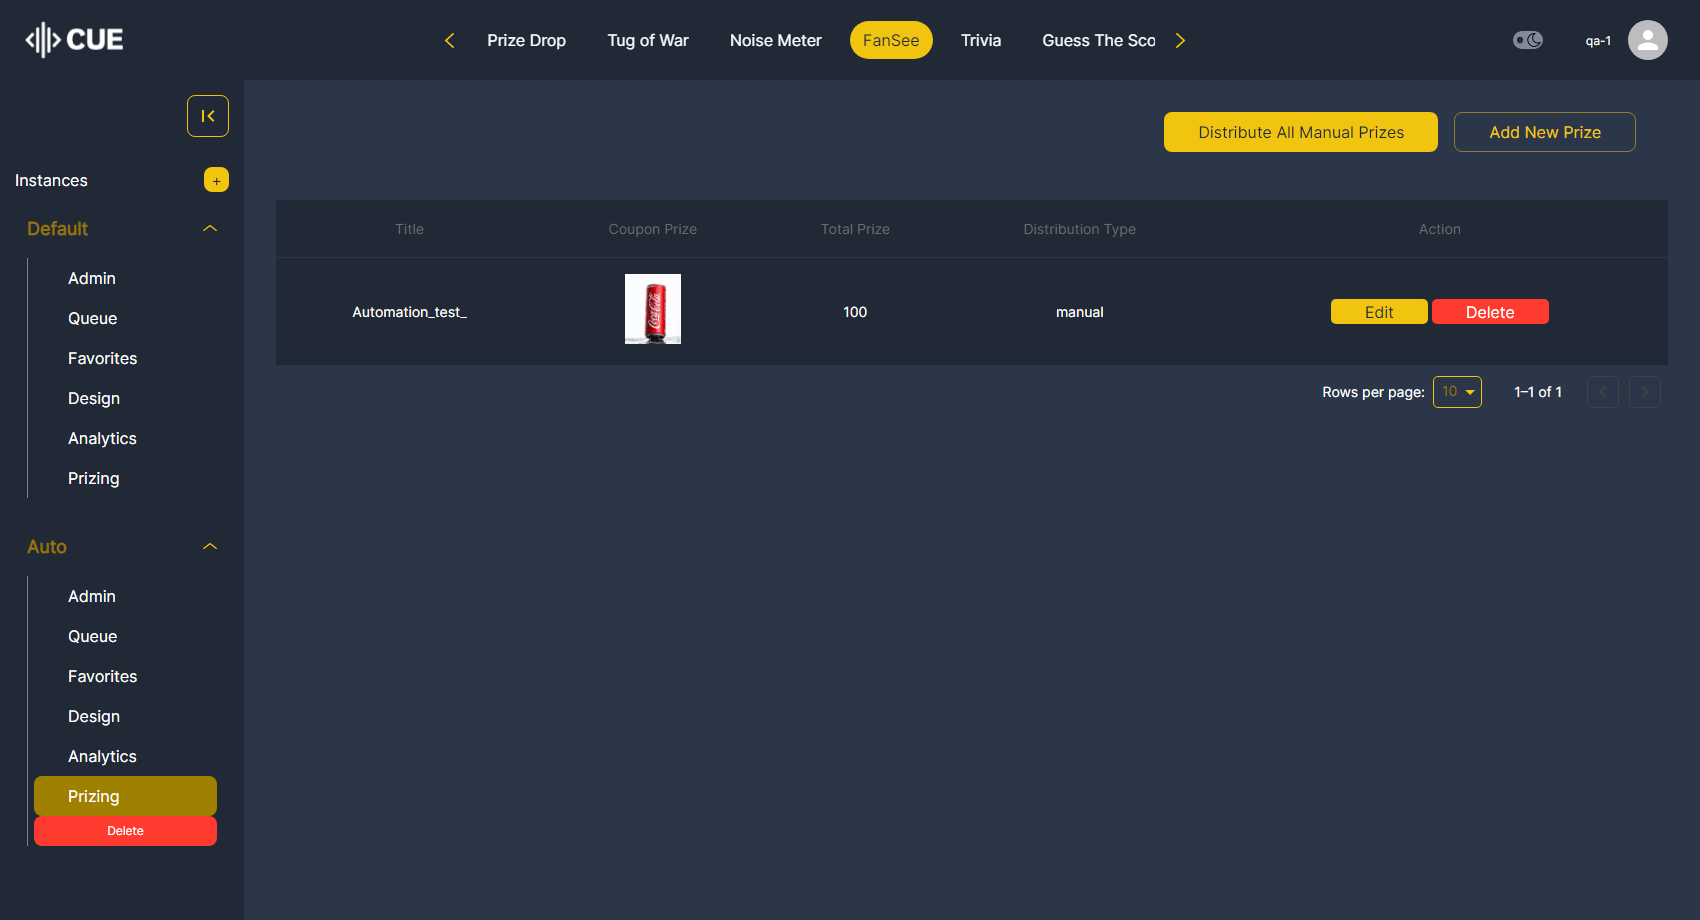 CUE
Prize Drop
Tug of War
Noise Meter
FanSee
Trivia
Guess The Sco
qa-1
Instances
+
Default
Admin
Queue
Favorites
Design
Analytics
Prizing
Auto
Admin
Queue
Favorites
Design
Analytics
Prizing
Delete
Distribute All Manual Prizes
Add New Prize
Title Coupon Prize Total Prize Distribution Type Action
Automation_test_ Coca-Cola 100 manual Edit Delete
Rows per page: 10 1–1 of 1